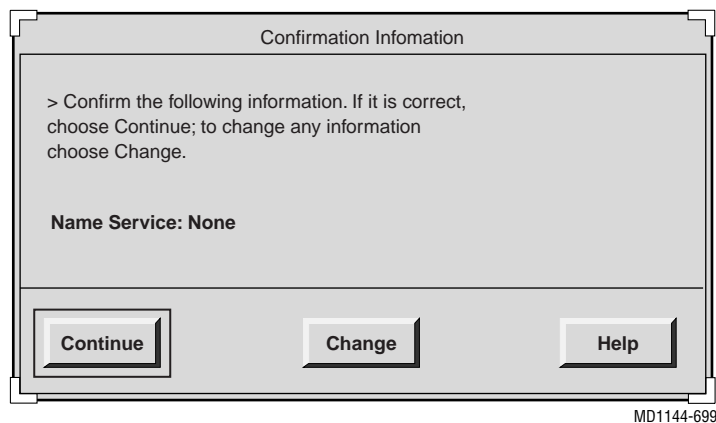 Confirmation Infomation
> Confirm the following information. If it is correct,
choose Continue; to change any information
choose Change.
Name Service: None
Continue
Change
Help
MD1144-699